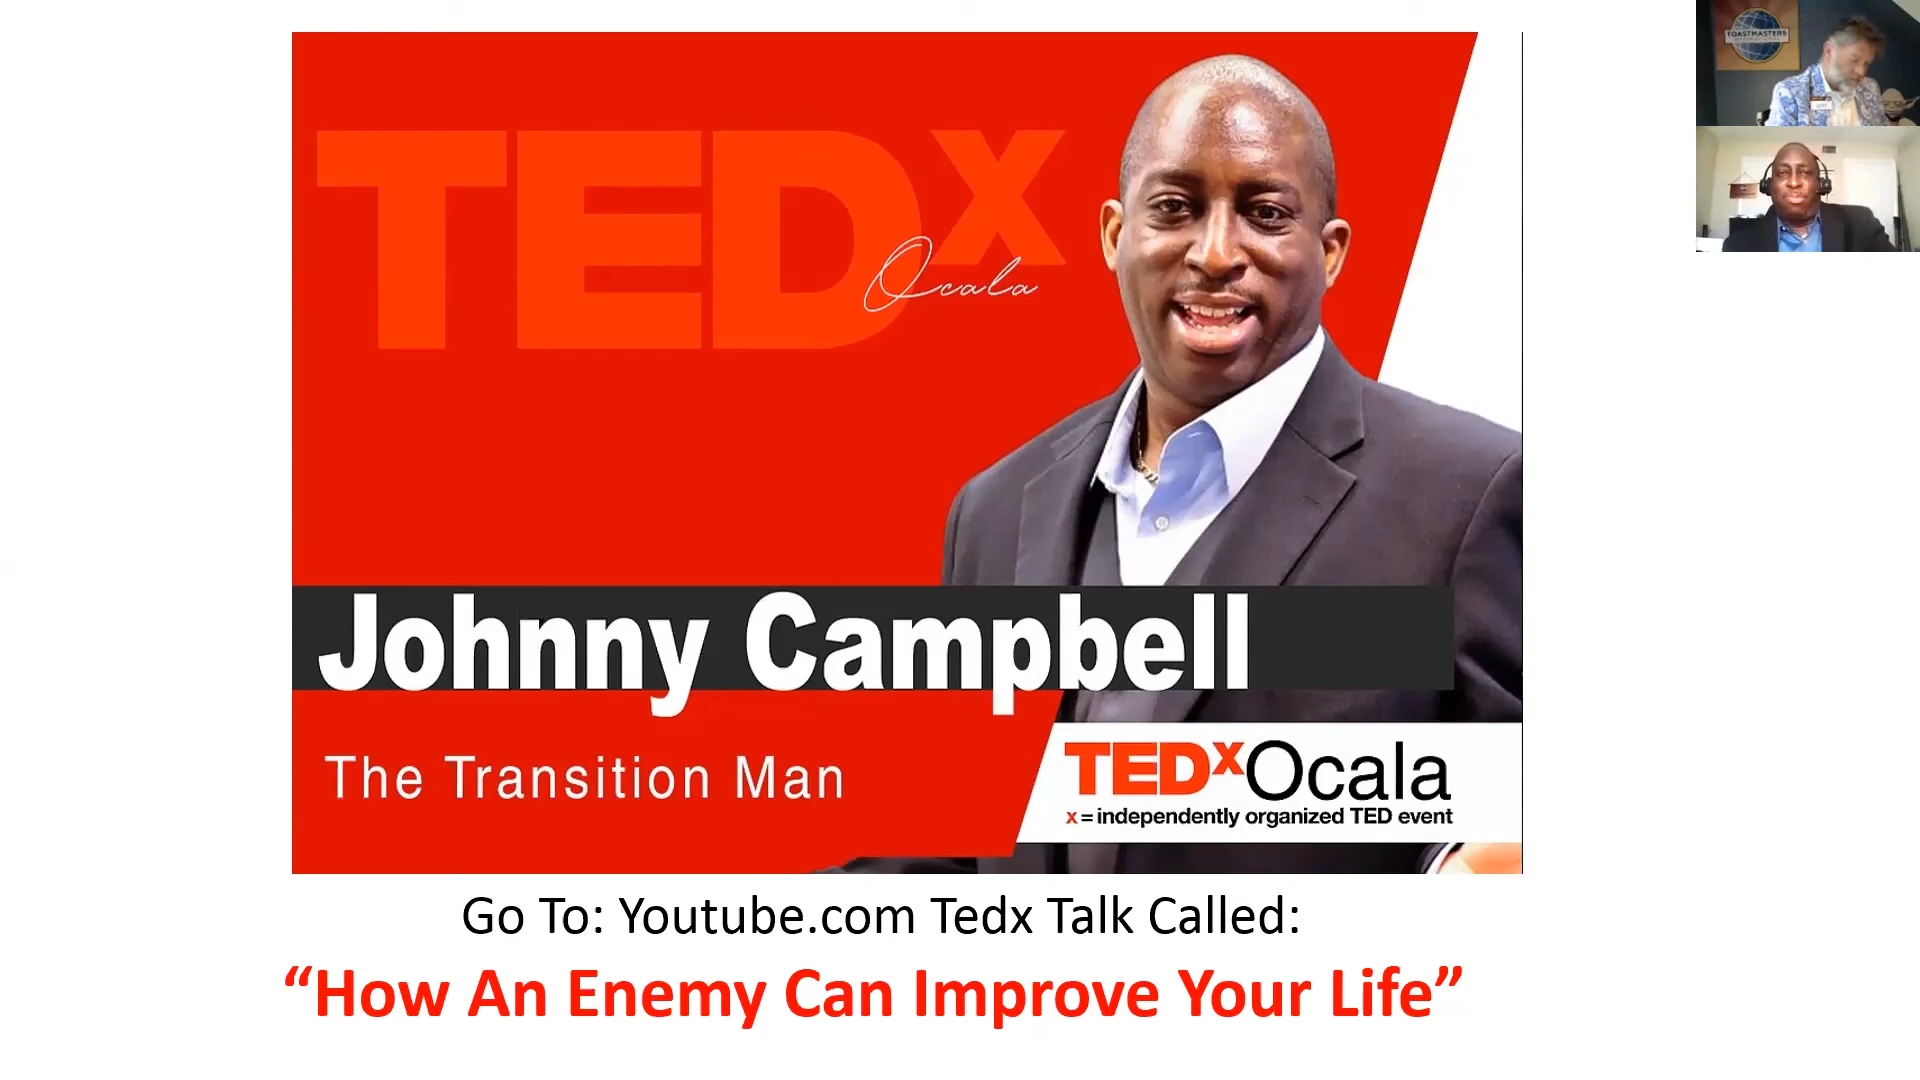 TEDx
Ocala
Johnny Campbell
The Transition Man
TEDxOcala
x = independently organized TED event
Go To: Youtube.com Tedx Talk Called:
“How An Enemy Can Improve Your Life”
TOASTMASTERS